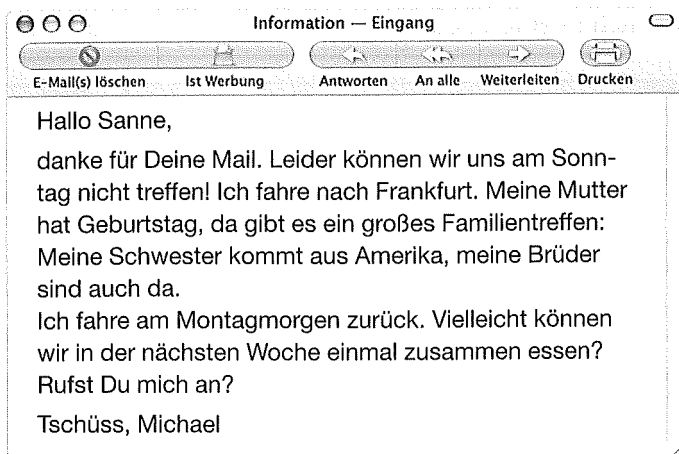 Information — Eingang
E-Mail(s) löschen Ist Werbung Antworten An alle Weiterleiten Drucken
Hallo Sanne,
danke für Deine Mail. Leider können wir uns am Sonn-
tag nicht treffen! Ich fahre nach Frankfurt. Meine Mutter
hat Geburtstag, da gibt es ein großes Familientreffen:
Meine Schwester kommt aus Amerika, meine Brüder
sind auch da.
Ich fahre am Montagmorgen zurück. Vielleicht können
wir in der nächsten Woche einmal zusammen essen?
Rufst Du mich an?
Tschüss, Michael